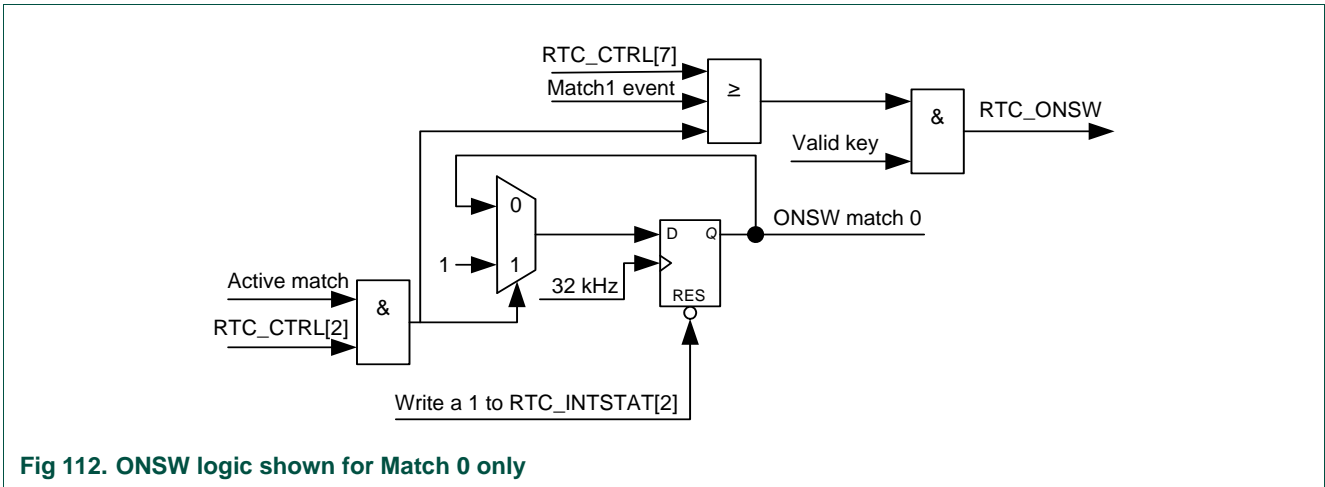 RTC_CTRL[7]
Match1 event
≥
&
RTC_ONSW
Valid key
0
1
1
D
Q
RES
ONSW match 0
32 kHz
Active match
RTC_CTRL[2]
&
Write a 1 to RTC_INTSTAT[2]
Fig 112. ONSW logic shown for Match 0 only